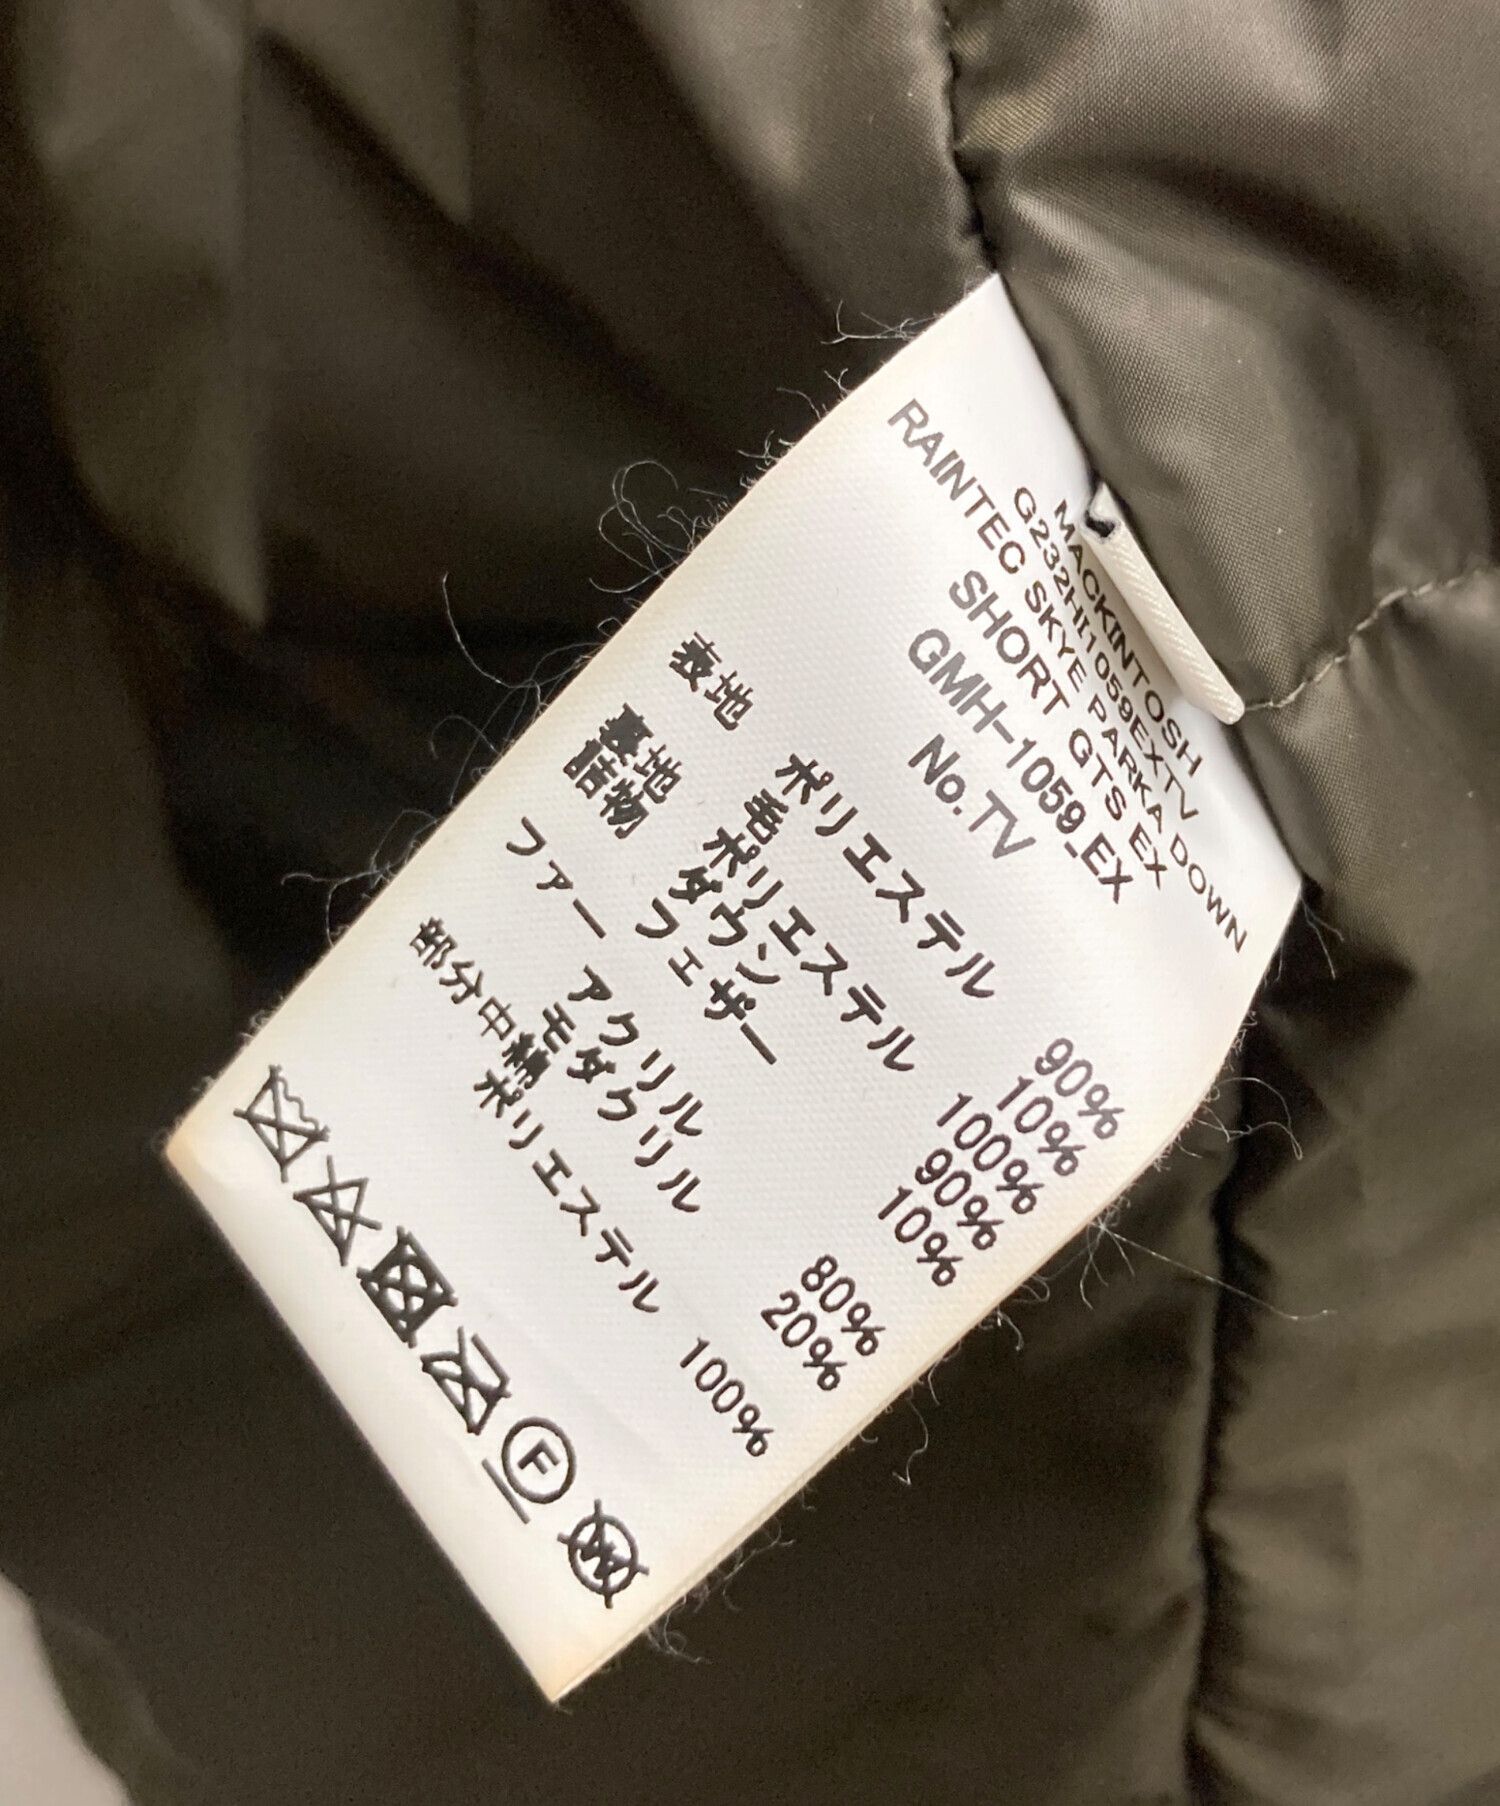 MACKINTOSH
G232HI1059EXTV
RAINTEC SKYE PARKA DOWN
SHORT GTS EX
GMH-1059_EX
No.TV
表地 ポリエステル 90%
毛 10%
裏地 ポリエステル 100%
詰物 ダウン 90%
フェザー 10%
ファー アクリル 80%
モダクリル 20%
部分中綿
ポリエステル 100%
F
W